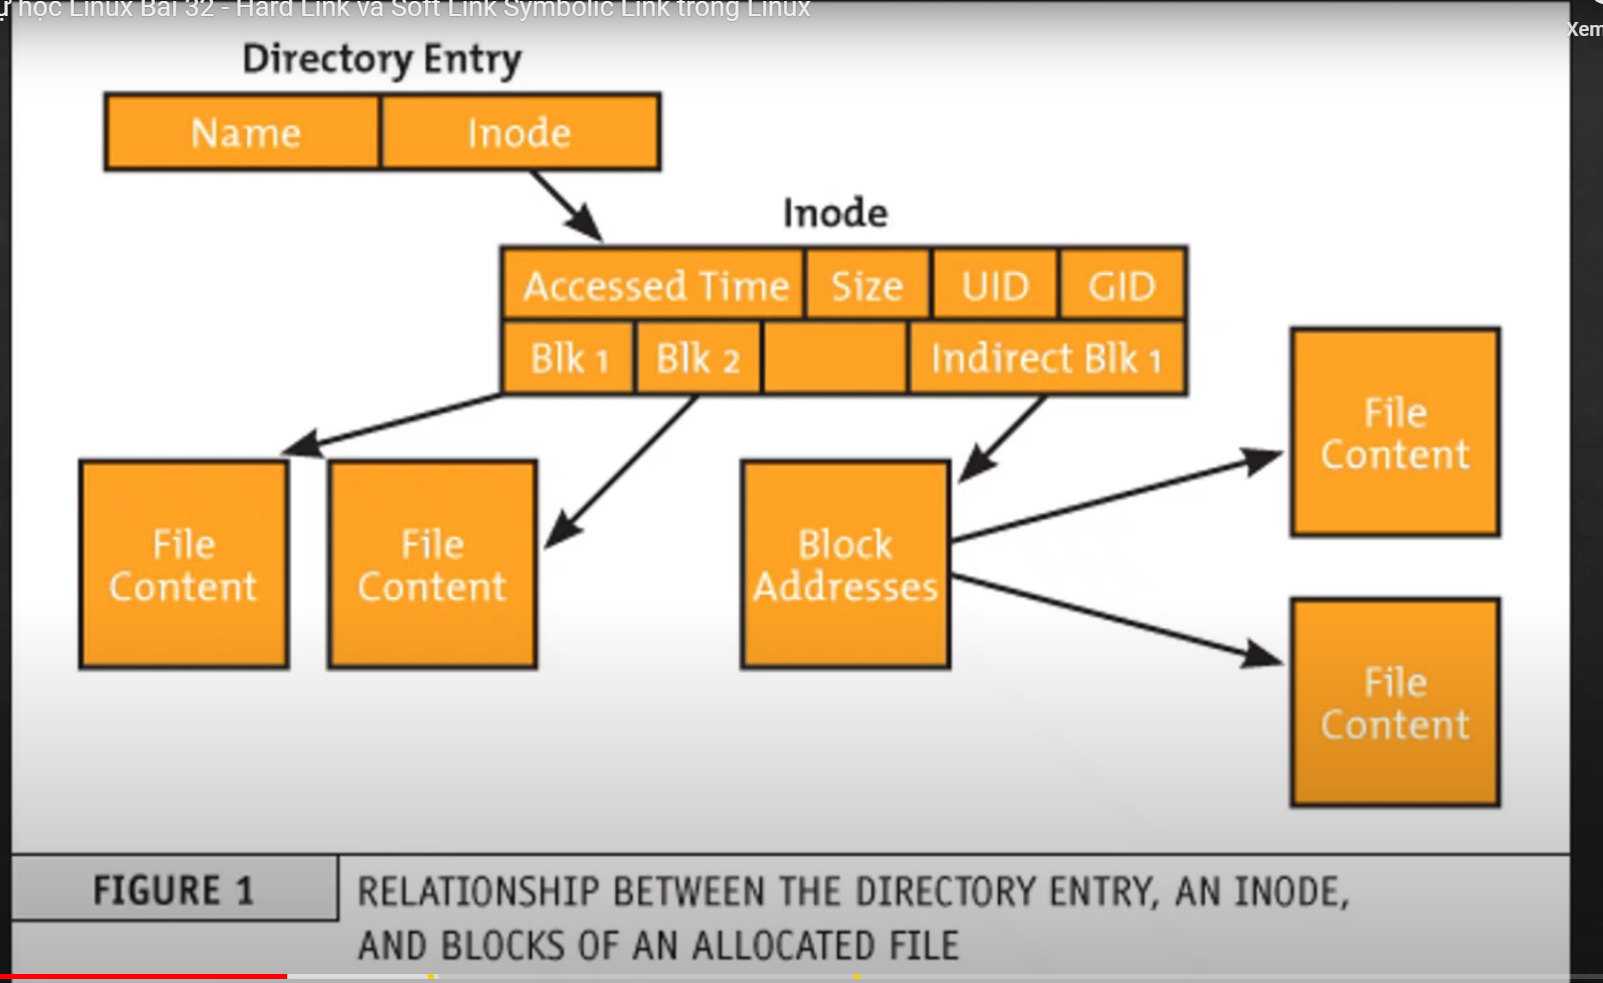 học Linux Bài 32 - Hard Link và Soft Link Symbolic Link trong Linux
Xem
Directory Entry
Name Inode
Inode
Accessed Time Size UID GID
Blk 1 Blk 2 Indirect Blk 1
File
Content
File
Content
Block
Addresses
File
Content
File
Content
FIGURE 1
RELATIONSHIP BETWEEN THE DIRECTORY ENTRY, AN INODE,
AND BLOCKS OF AN ALLOCATED FILE